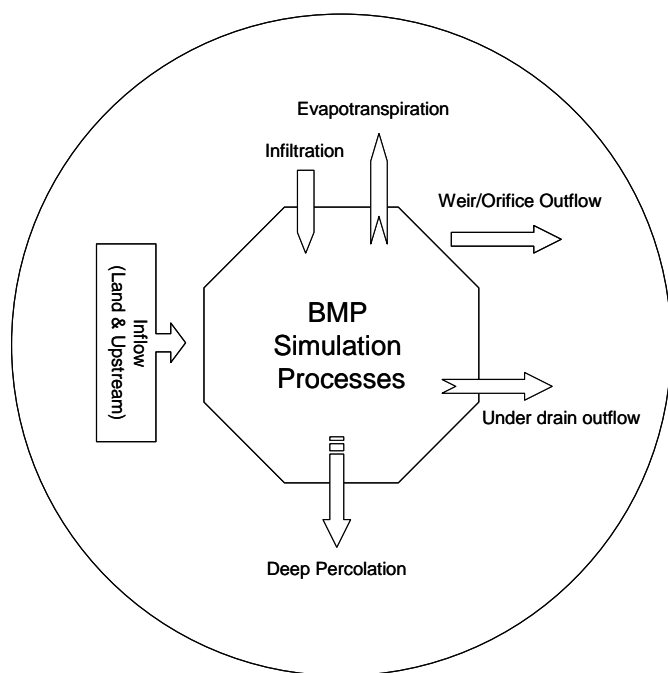 Evapotranspiration
Infiltration
Weir/Orifice Outflow
Inflow
(Land & Upstream)
BMP
Simulation
Processes
Under drain outflow
Deep Percolation